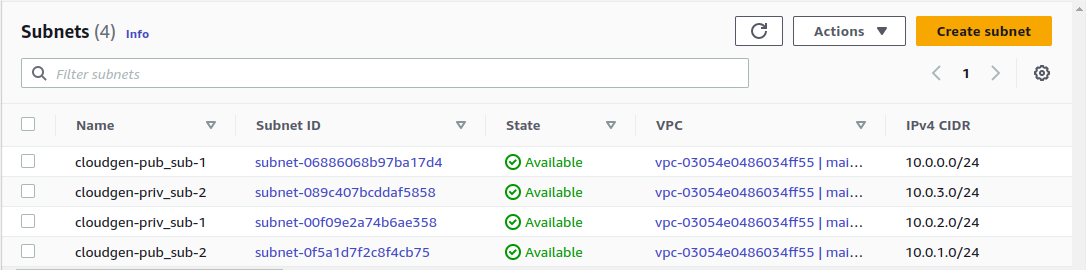 Subnets (4) Info Actions Create subnet
Filter subnets 1
Name Subnet ID State VPC IPv4 CIDR
cloudgen-pub_sub-1 subnet-06886068b97ba17d4 Available vpc-03054e0486034ff55 | mai... 10.0.0.0/24
cloudgen-priv_sub-2 subnet-089c407bcddaf5858 Available vpc-03054e0486034ff55 | mai... 10.0.3.0/24
cloudgen-priv_sub-1 subnet-00f09e2a74b6ae358 Available vpc-03054e0486034ff55 | mai... 10.0.2.0/24
cloudgen-pub_sub-2 subnet-0f5a1d7f2c8f4cb75 Available vpc-03054e0486034ff55 | mai... 10.0.1.0/24